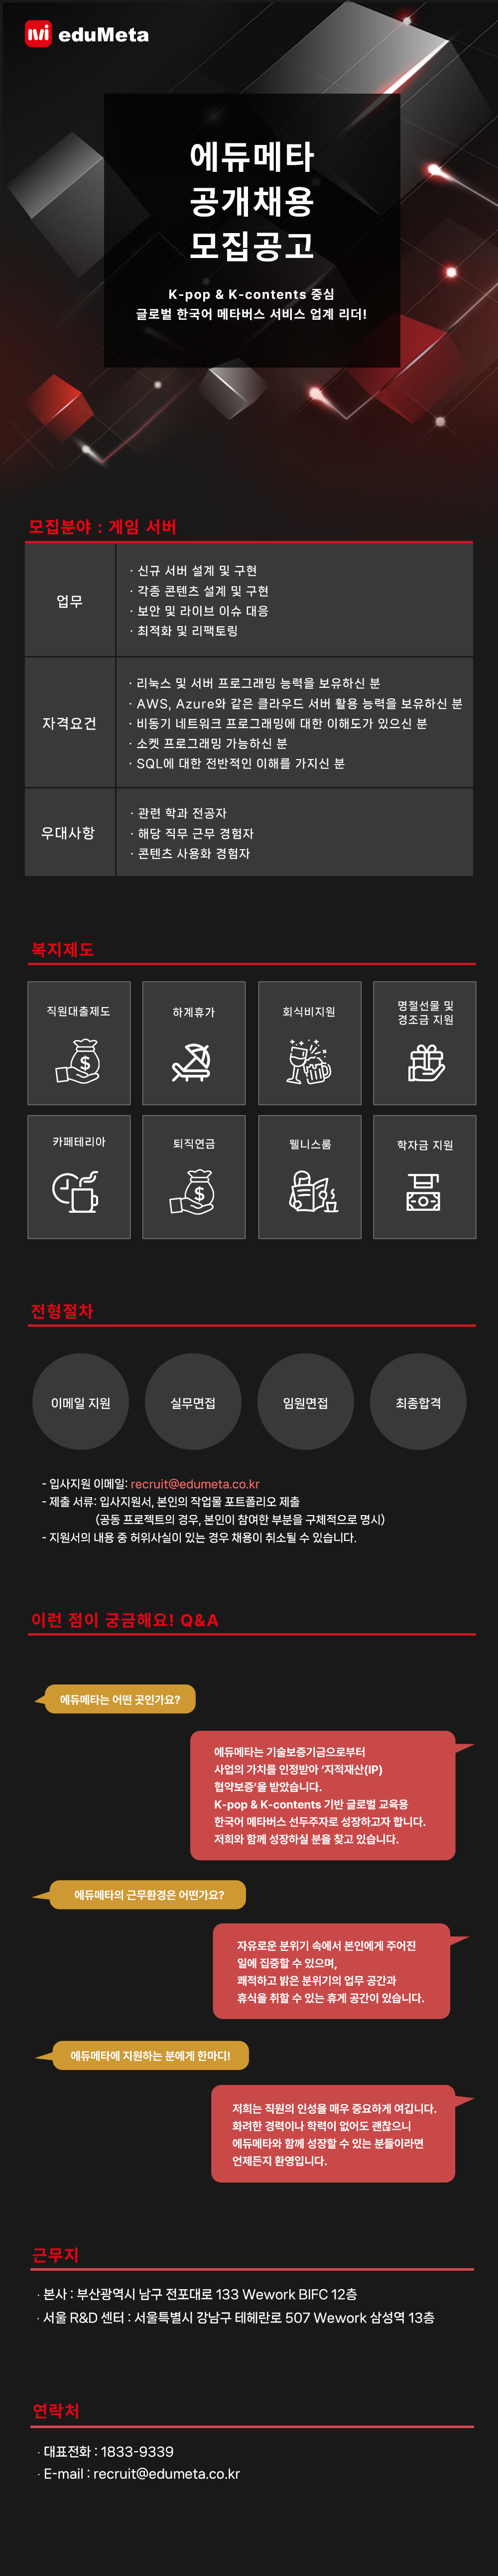 eduMeta
에듀메타
공개채용
모집공고
K-pop & K-contents 중심
글로벌 한국어 메타버스 서비스 업계 리더!
모집분야 : 게임 서버
업무
· 신규 서버 설계 및 구현
· 각종 콘텐츠 설계 및 구현
· 보안 및 라이브 이슈 대응
· 최적화 및 리팩토링
자격요건
· 리눅스 및 서버 프로그래밍 능력을 보유하신 분
· AWS, Azure와 같은 클라우드 서버 활용 능력을 보유하신 분
· 비동기 네트워크 프로그래밍에 대한 이해도가 있으신 분
· 소켓 프로그래밍 가능하신 분
· SQL에 대한 전반적인 이해를 가지신 분
우대사항
· 관련 학과 전공자
· 해당 직무 근무 경험자
· 콘텐츠 사용화 경험자
복지제도
직원대출제도
하계휴가
회식비지원
명절선물 및
경조금 지원
카페테리아
퇴직연금
웰니스룸
학자금 지원
전형절차
이메일 지원
실무면접
임원면접
최종합격
- 입사지원 이메일: recruit@edumeta.co.kr
- 제출 서류: 입사지원서, 본인의 작업물 포트폴리오 제출
(공동 프로젝트의 경우, 본인이 참여한 부분을 구체적으로 명시)
- 지원서의 내용 중 허위사실이 있는 경우 채용이 취소될 수 있습니다.
이런 점이 궁금해요! Q&A
에듀메타는 어떤 곳인가요?
에듀메타는 기술보증기금으로부터
사업의 가치를 인정받아 '지적재산(IP)
협약보증'을 받았습니다.
K-pop & K-contents 기반 글로벌 교육용
한국어 메타버스 선두주자로 성장하고자 합니다.
저희와 함께 성장하실 분을 찾고 있습니다.
에듀메타의 근무환경은 어떤가요?
자유로운 분위기 속에서 본인에게 주어진
일에 집중할 수 있으며,
쾌적하고 밝은 분위기의 업무 공간과
휴식을 취할 수 있는 휴게 공간이 있습니다.
에듀메타에 지원하는 분에게 한마디!
저희는 직원의 인성을 매우 중요하게 여깁니다.
화려한 경력이나 학력이 없어도 괜찮으니
에듀메타와 함께 성장할 수 있는 분들이라면
언제든지 환영입니다.
근무지
· 본사 : 부산광역시 남구 전포대로 133 Wework BIFC 12층
· 서울 R&D 센터 : 서울특별시 강남구 테헤란로 507 Wework 삼성역 13층
연락처
· 대표전화 : 1833-9339
· E-mail : recruit@edumeta.co.kr